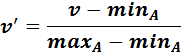 v' = (v − min_A) / (max_A − min_A)